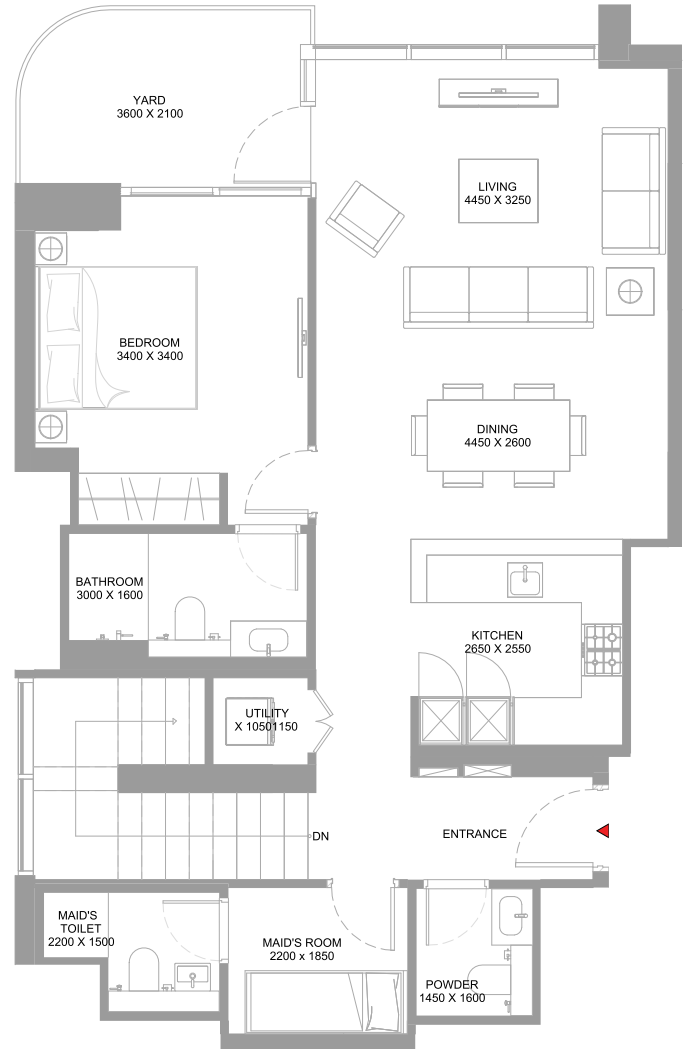 YARD
3600 X 2100
LIVING
4450 X 3250
BEDROOM
3400 X 3400
DINING
4450 X 2600
BATHROOM
3000 X 1600
KITCHEN
2650 X 2550
UTILITY
X 10501150
DN
ENTRANCE
MAID'S
TOILET
2200 X 1500
MAID'S ROOM
2200 x 1850
POWDER
1450 X 1600